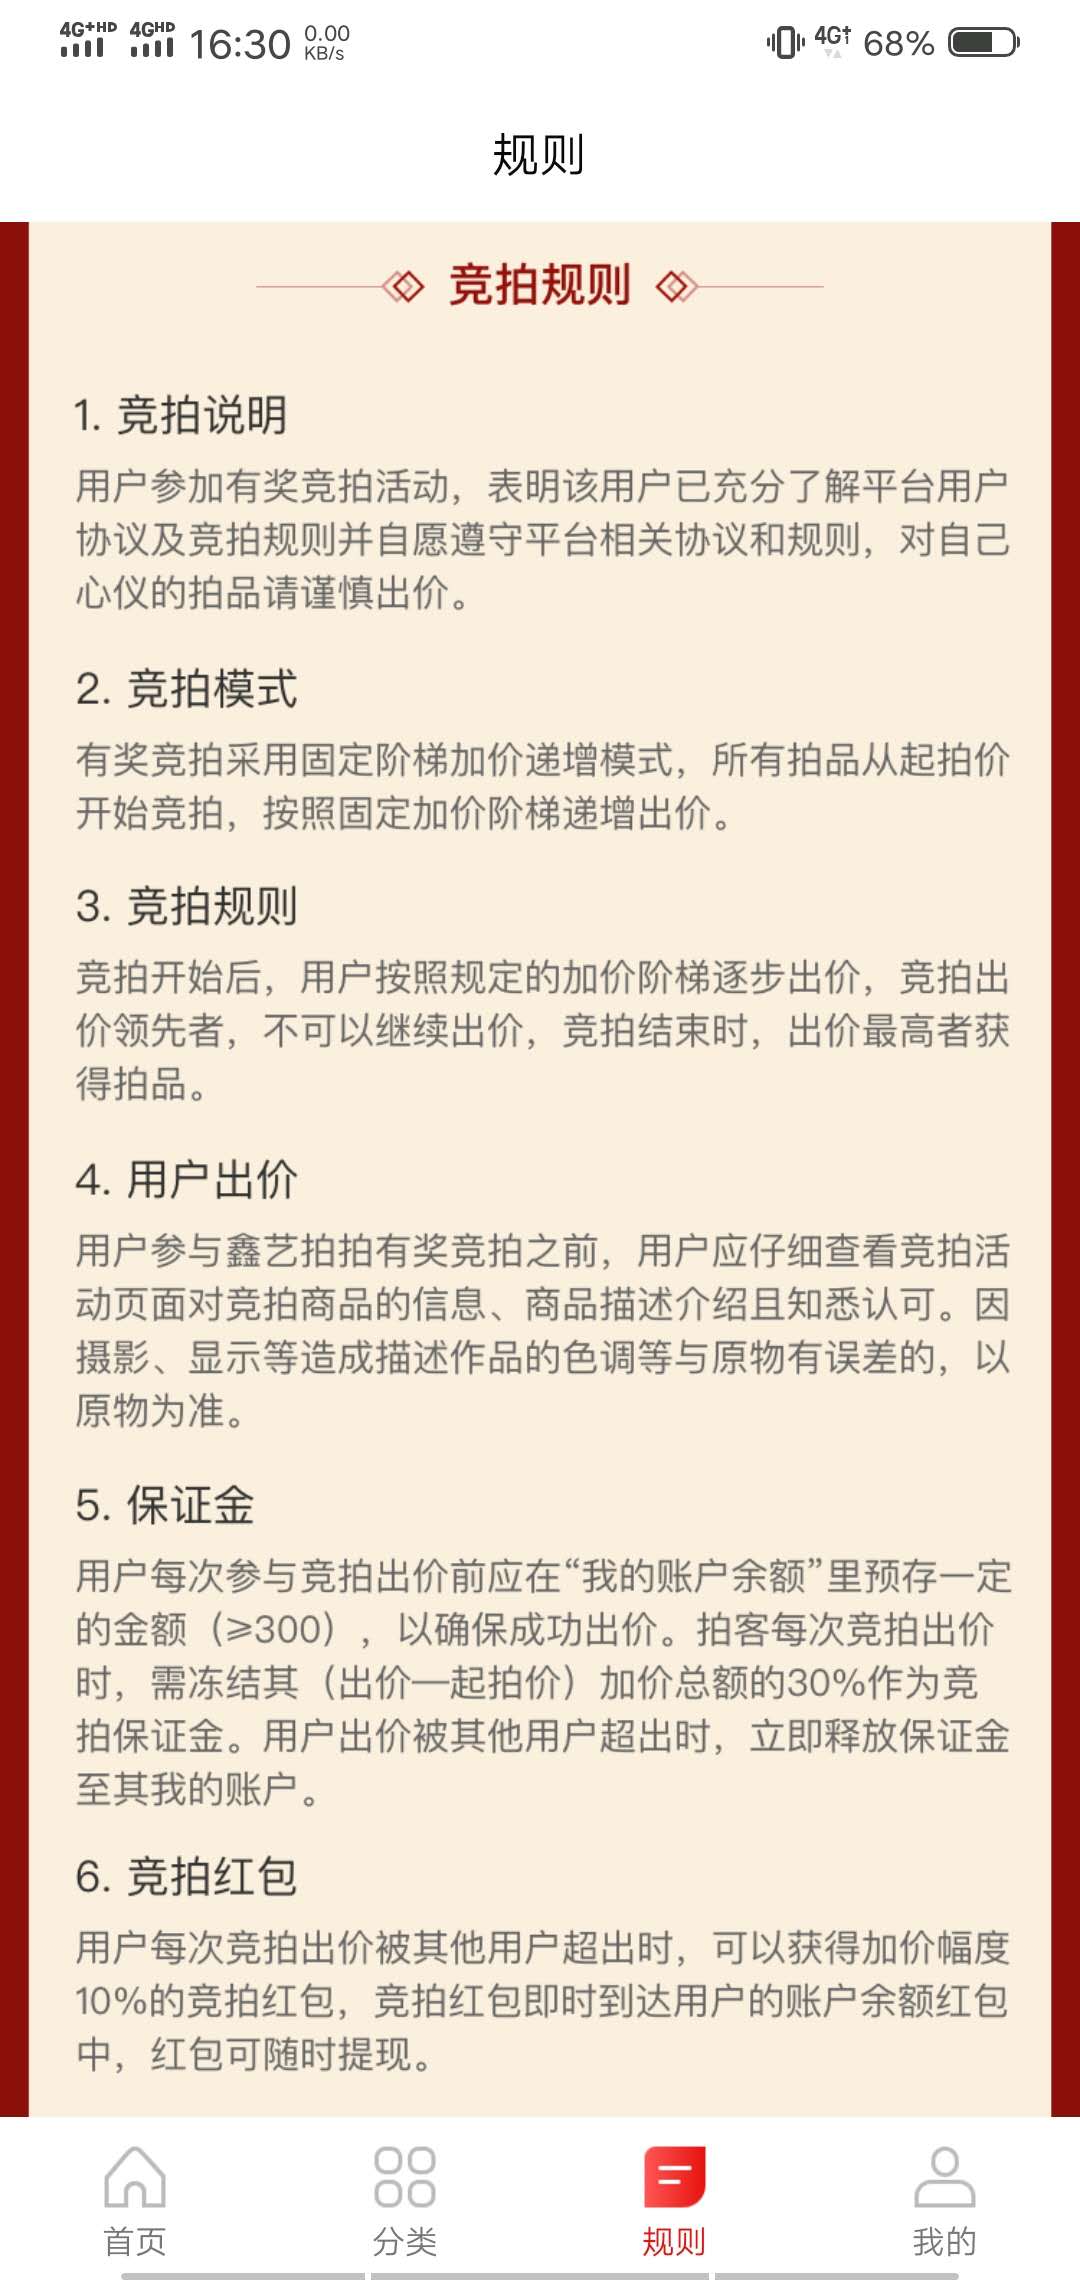 4G+HD 4GHD 16:30 0.00 KB/s 4G+ 68%
规则
竞拍规则
1. 竞拍说明
用户参加有奖竞拍活动，表明该用户已充分了解平台用户
协议及竞拍规则并自愿遵守平台相关协议和规则，对自己
心仪的拍品请谨慎出价。
2. 竞拍模式
有奖竞拍采用固定阶梯加价递增模式，所有拍品从起拍价
开始竞拍，按照固定加价阶梯递增出价。
3. 竞拍规则
竞拍开始后，用户按照规定的加价阶梯逐步出价，竞拍出
价领先者，不可以继续出价，竞拍结束时，出价最高者获
得拍品。
4. 用户出价
用户参与鑫艺拍拍有奖竞拍之前，用户应仔细查看竞拍活
动页面对竞拍商品的信息、商品描述介绍且知悉认可。因
摄影、显示等造成描述作品的色调等与原物有误差的，以
原物为准。
5. 保证金
用户每次参与竞拍出价前应在“我的账户余额”里预存一定
的金额（≥300），以确保成功出价。拍客每次竞拍出价
时，需冻结其（出价—起拍价）加价总额的30%作为竞
拍保证金。用户出价被其他用户超出时，立即释放保证金
至其我的账户。
6. 竞拍红包
用户每次竞拍出价被其他用户超出时，可以获得加价幅度
10%的竞拍红包，竞拍红包即时到达用户的账户余额红包
中，红包可随时提现。
首页 分类 规则 我的